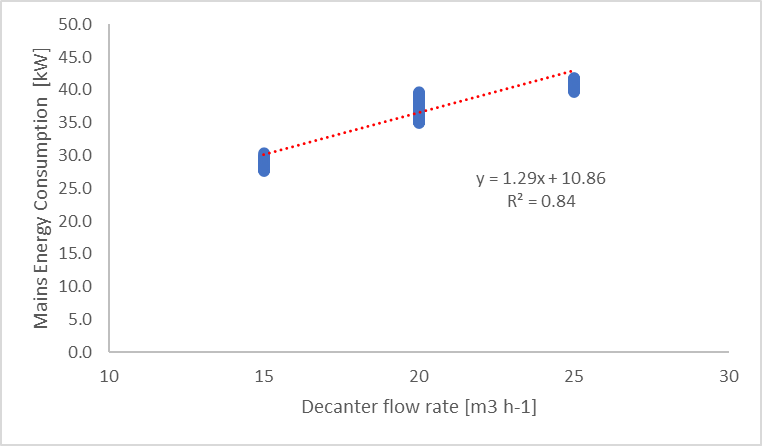 50.0
45.0
40.0
35.0
30.0
25.0
20.0
15.0
10.0
5.0
0.0
Mains Energy Consumption [kW]
y = 1.29x + 10.86
R² = 0.84
10 15 20 25 30
Decanter flow rate [m3 h-1]